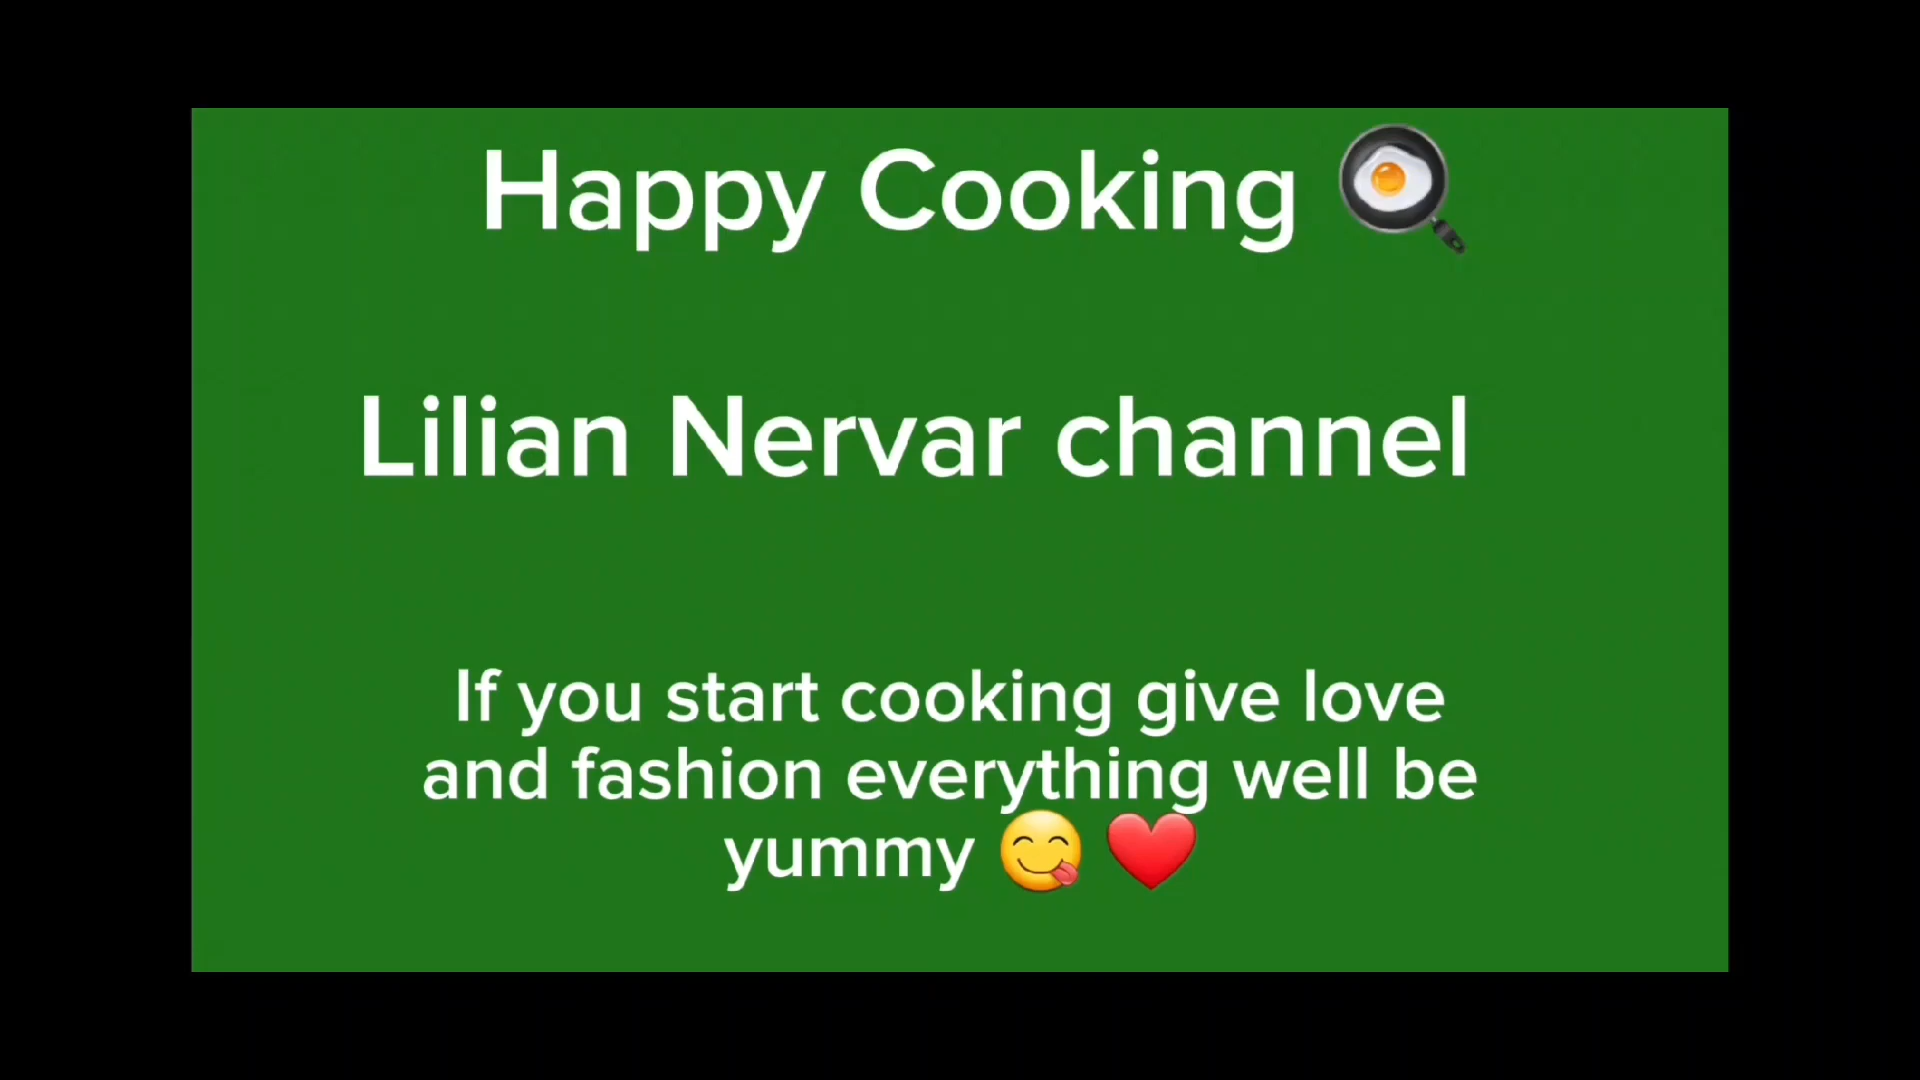 Happy Cooking 🍳
Lilian Nervar channel
If you start cooking give love
and fashion everything well be
yummy 😋 ❤️